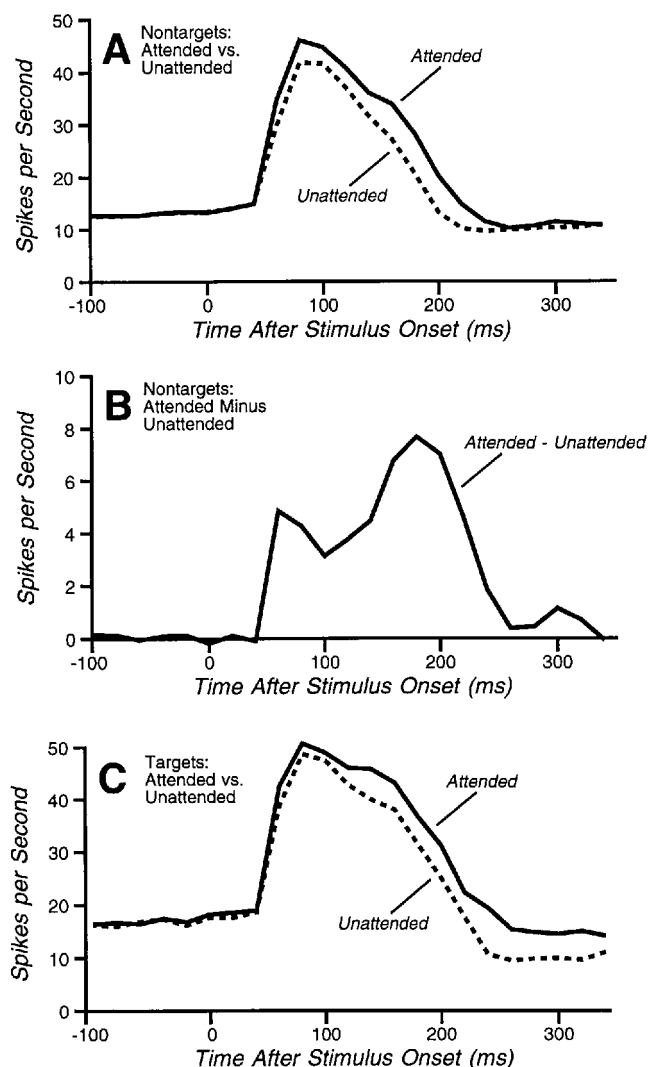 A
Nontargets:
Attended vs.
Unattended
Attended
Unattended
Spikes per Second
50
40
30
20
10
0
-100
0
100
200
300
Time After Stimulus Onset (ms)
B
Nontargets:
Attended Minus
Unattended
Attended - Unattended
Spikes per Second
10
8
6
4
2
0
-100
0
100
200
300
Time After Stimulus Onset (ms)
C
Targets:
Attended vs.
Unattended
Attended
Unattended
Spikes per Second
50
40
30
20
10
0
-100
0
100
200
300
Time After Stimulus Onset (ms)